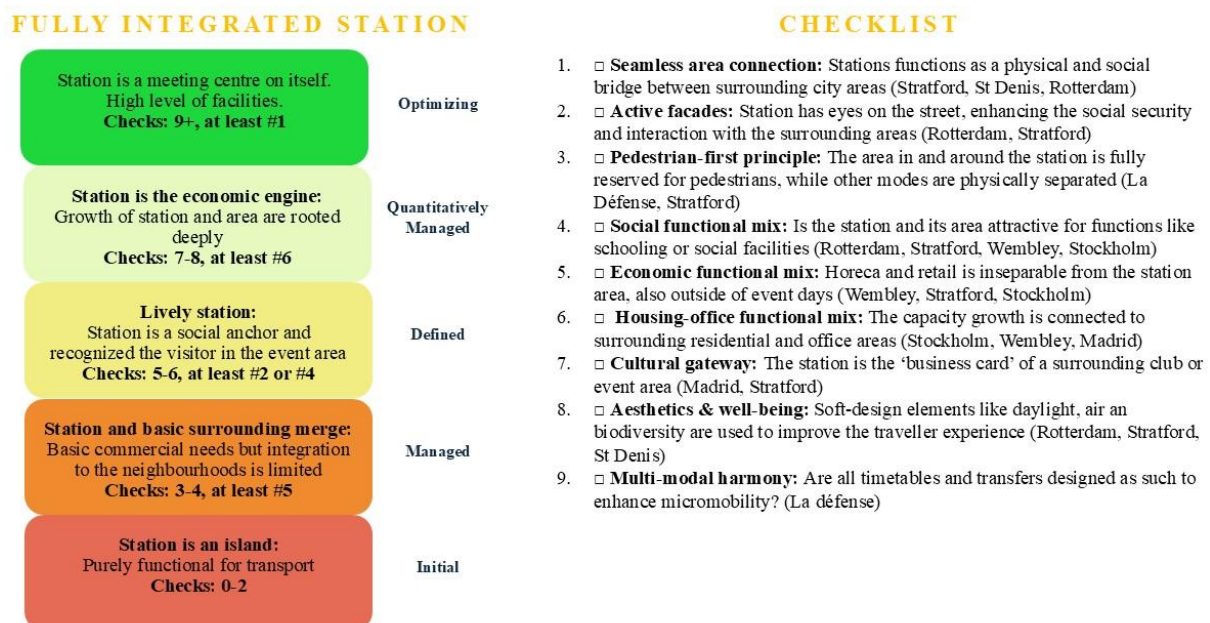 FULLY INTEGRATED STATION
Station is a meeting centre on itself.
High level of facilities.
Checks: 9+, at least #1
Optimizing
Station is the economic engine:
Growth of station and area are rooted
deeply
Checks: 7-8, at least #6
Quantitatively
Managed
Lively station:
Station is a social anchor and
recognized the visitor in the event area
Checks: 5-6, at least #2 or #4
Defined
Station and basic surrounding merge:
Basic commercial needs but integration
to the neighbourhoods is limited
Checks: 3-4, at least #5
Managed
Station is an island:
Purely functional for transport
Checks: 0-2
Initial
CHECKLIST
1. □ Seamless area connection: Stations functions as a physical and social
bridge between surrounding city areas (Stratford, St Denis, Rotterdam)
2. □ Active facades: Station has eyes on the street, enhancing the social security
and interaction with the surrounding areas (Rotterdam, Stratford)
3. □ Pedestrian-first principle: The area in and around the station is fully
reserved for pedestrians, while other modes are physically separated (La
Défense, Stratford)
4. □ Social functional mix: Is the station and its area attractive for functions like
schooling or social facilities (Rotterdam, Stratford, Wembley, Stockholm)
5. □ Economic functional mix: Horeca and retail is inseparable from the station
area, also outside of event days (Wembley, Stratford, Stockholm)
6. □ Housing-office functional mix: The capacity growth is connected to
surrounding residential and office areas (Stockholm, Wembley, Madrid)
7. □ Cultural gateway: The station is the ‘business card’ of a surrounding club or
event area (Madrid, Stratford)
8. □ Aesthetics & well-being: Soft-design elements like daylight, air an
biodiversity are used to improve the traveller experience (Rotterdam, Stratford,
St Denis)
9. □ Multi-modal harmony: Are all timetables and transfers designed as such to
enhance micromobility? (La défense)